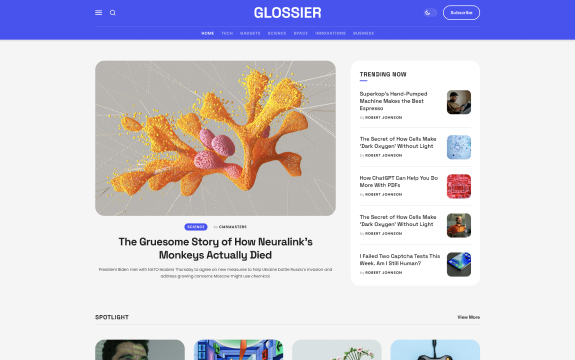 GLOSSIER
Subscribe
HOME TECH GADGETS SCIENCE SPACE INNOVATIONS BUSINESS
SCIENCE by CMSMASTERS
The Gruesome Story of How Neuralink's
Monkeys Actually Died
President Biden met with NATO leaders Thursday to agree on new measures to help Ukraine battle Russia's invasion and
address growing concerns Moscow might use chemical
TRENDING NOW
Superkop's Hand-Pumped
Machine Makes the Best
Espresso
by ROBERT JOHNSON
The Secret of How Cells Make
'Dark Oxygen' Without Light
by ROBERT JOHNSON
How ChatGPT Can Help You Do
More With PDFs
by ROBERT JOHNSON
The Secret of How Cells Make
'Dark Oxygen' Without Light
by ROBERT JOHNSON
I Failed Two Captcha Tests This
Week. Am I Still Human?
by ROBERT JOHNSON
SPOTLIGHT
View More